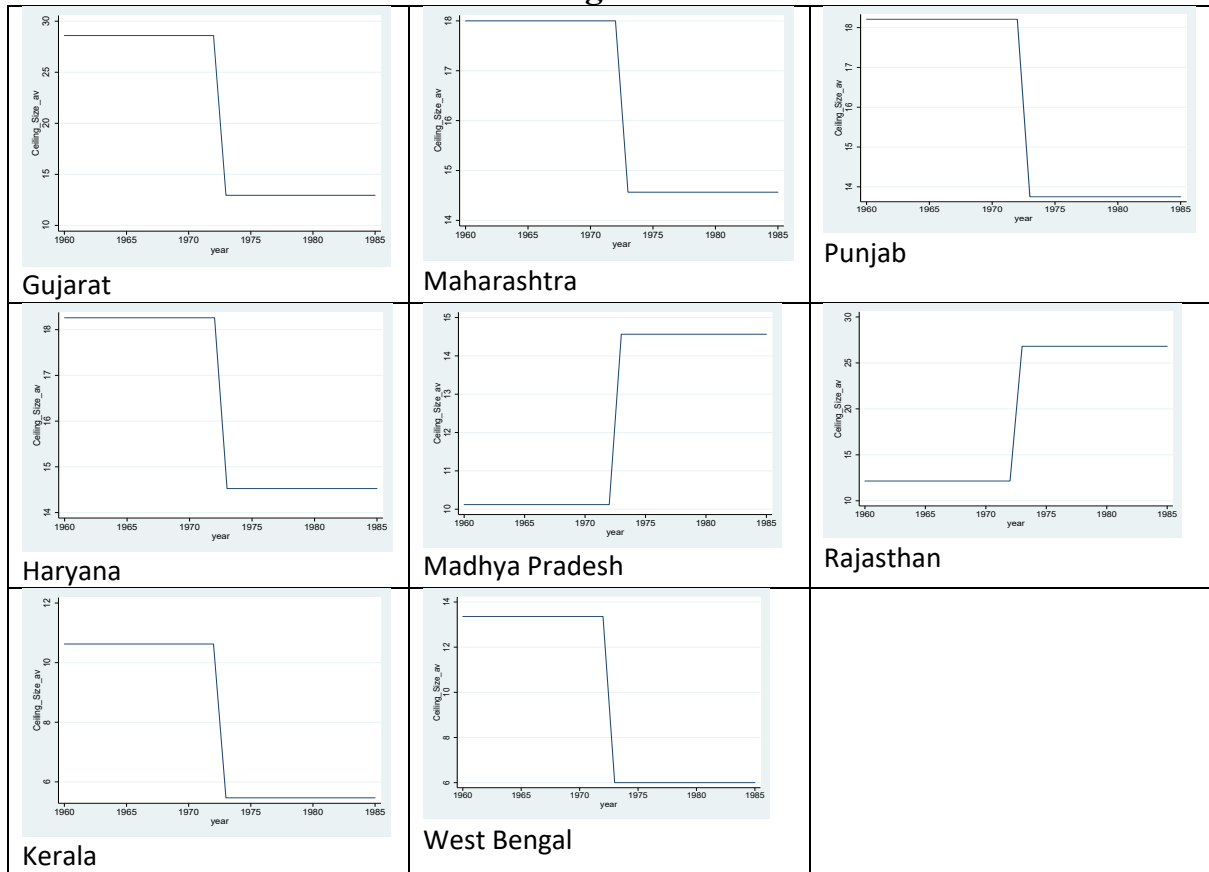 30
25
20
15
10
Ceiling_Size_av
1960 1965 1970 1975 1980 1985
year
Gujarat
18
17
16
15
14
Ceiling_Size_av
1960 1965 1970 1975 1980 1985
year
Maharashtra
18
17
16
15
14
Ceiling_Size_av
1960 1965 1970 1975 1980 1985
year
Punjab
18
17
16
15
14
Ceiling_Size_av
1960 1965 1970 1975 1980 1985
year
Haryana
15
14
13
12
11
10
Ceiling_Size_av
1960 1965 1970 1975 1980 1985
year
Madhya Pradesh
30
25
20
15
10
Ceiling_Size_av
1960 1965 1970 1975 1980 1985
year
Rajasthan
12
10
8
6
Ceiling_Size_av
1960 1965 1970 1975 1980 1985
year
Kerala
14
12
10
8
6
Ceiling_Size_av
1960 1965 1970 1975 1980 1985
year
West Bengal